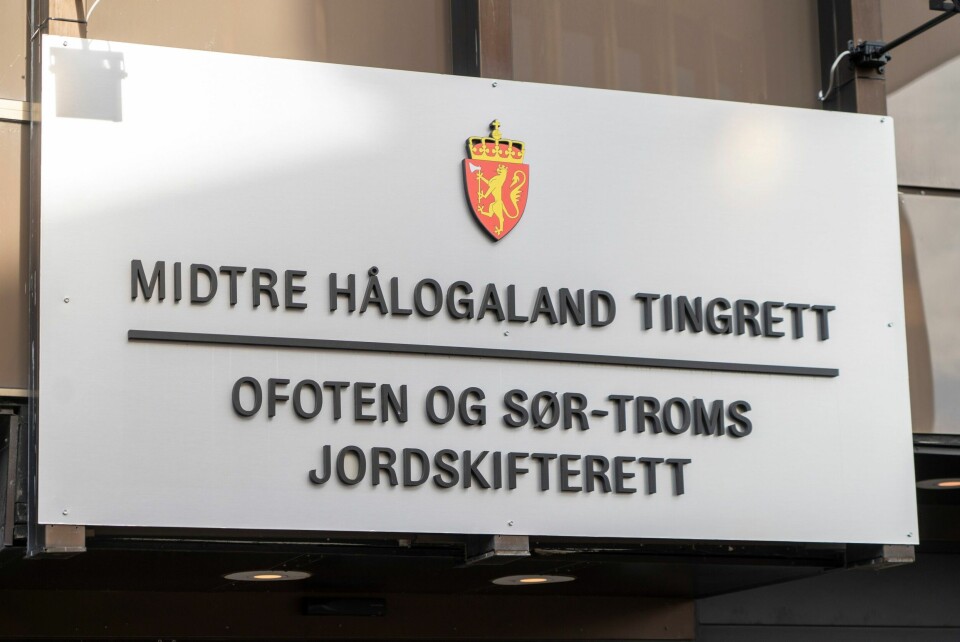 MIDTRE HÅLOGALAND TINGRETT
OFOTEN OG SØR-TROMS
JORDSKIFTERETT